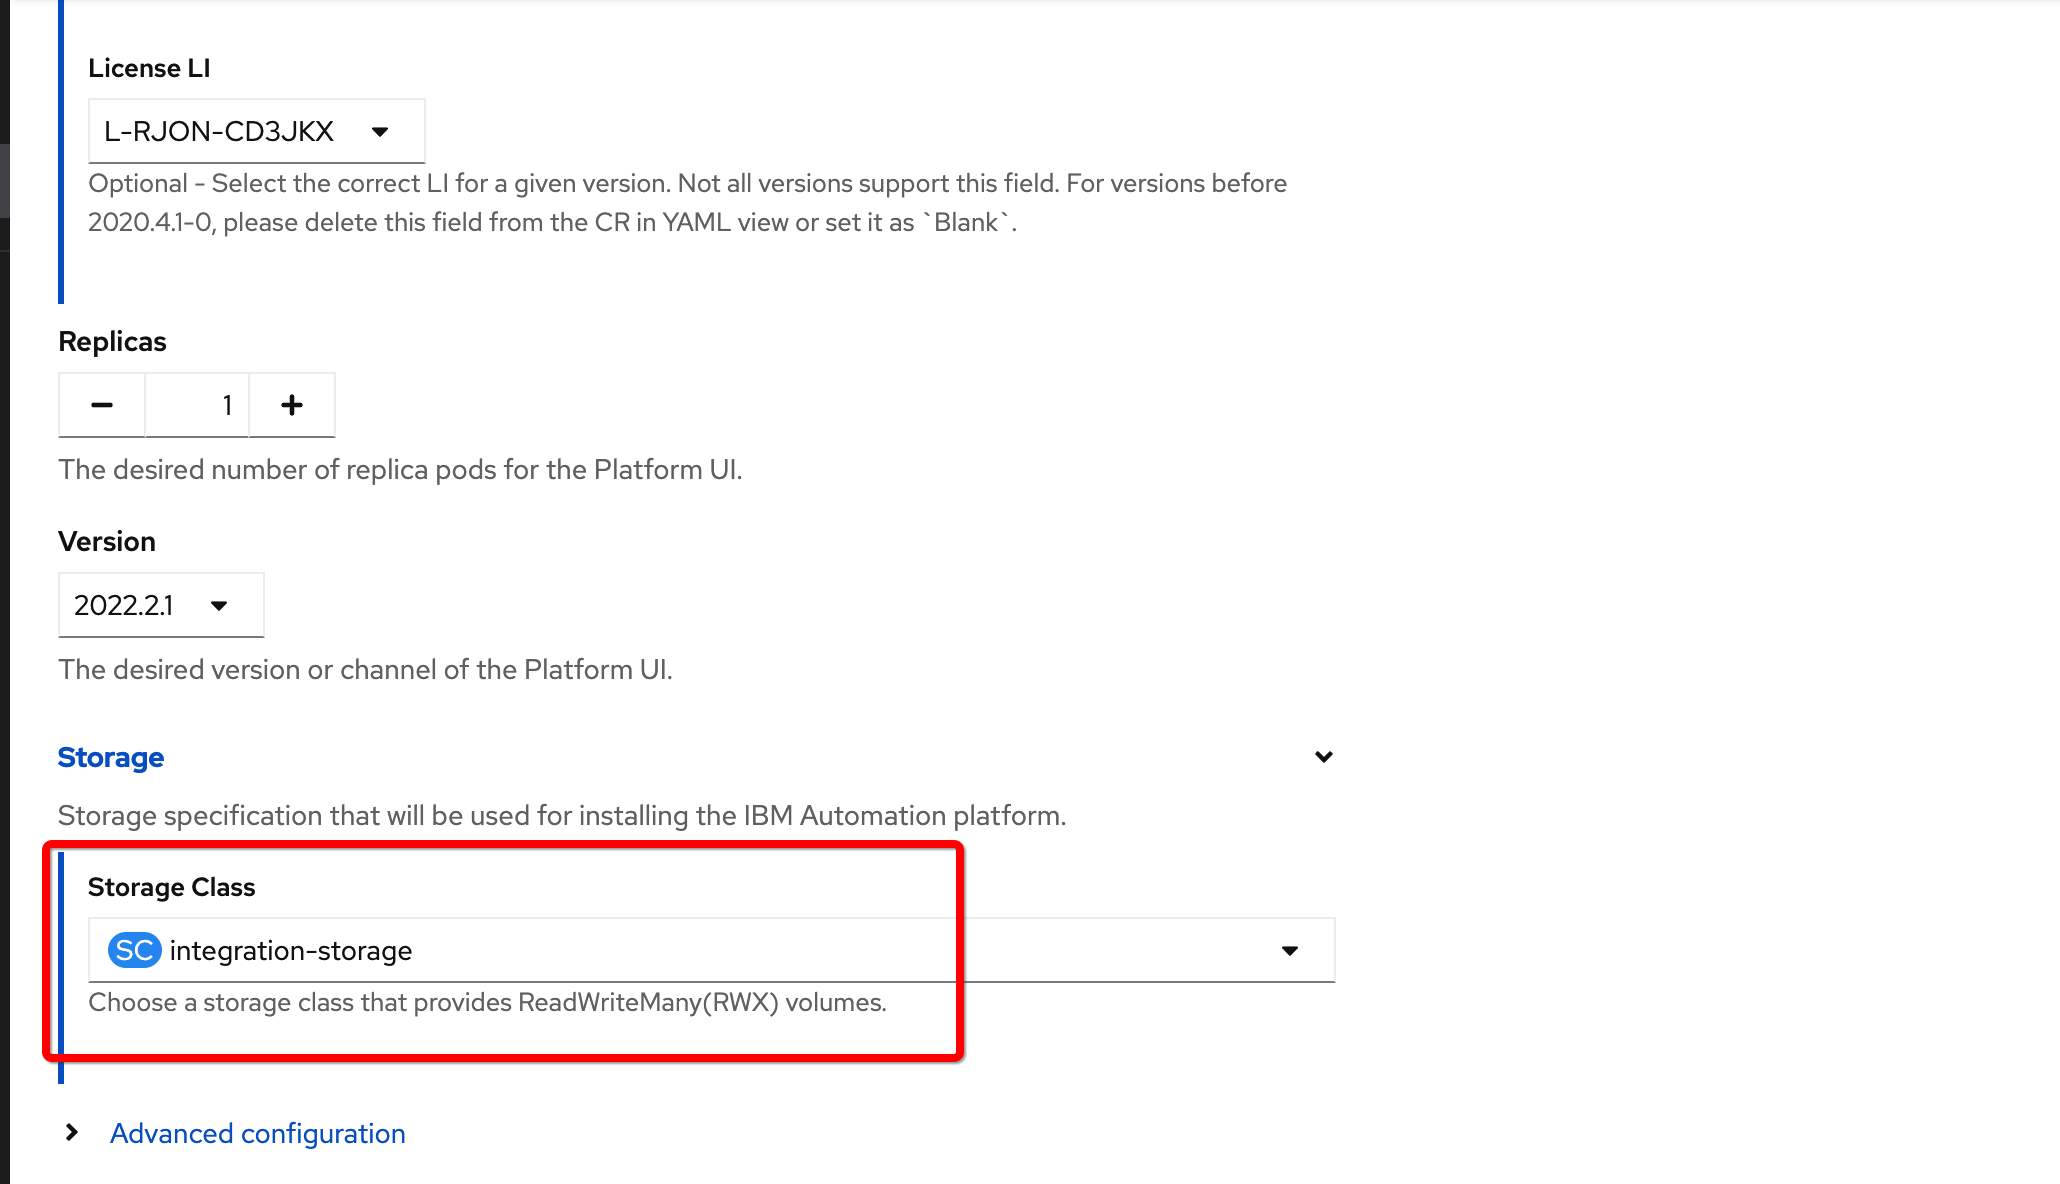 License LI
L-RJON-CD3JKX
Optional - Select the correct LI for a given version. Not all versions support this field. For versions before
2020.4.1-0, please delete this field from the CR in YAML view or set it as `Blank`.
Replicas
1
The desired number of replica pods for the Platform UI.
Version
2022.2.1
The desired version or channel of the Platform UI.
Storage
Storage specification that will be used for installing the IBM Automation platform.
Storage Class
SC integration-storage
Choose a storage class that provides ReadWriteMany(RWX) volumes.
Advanced configuration